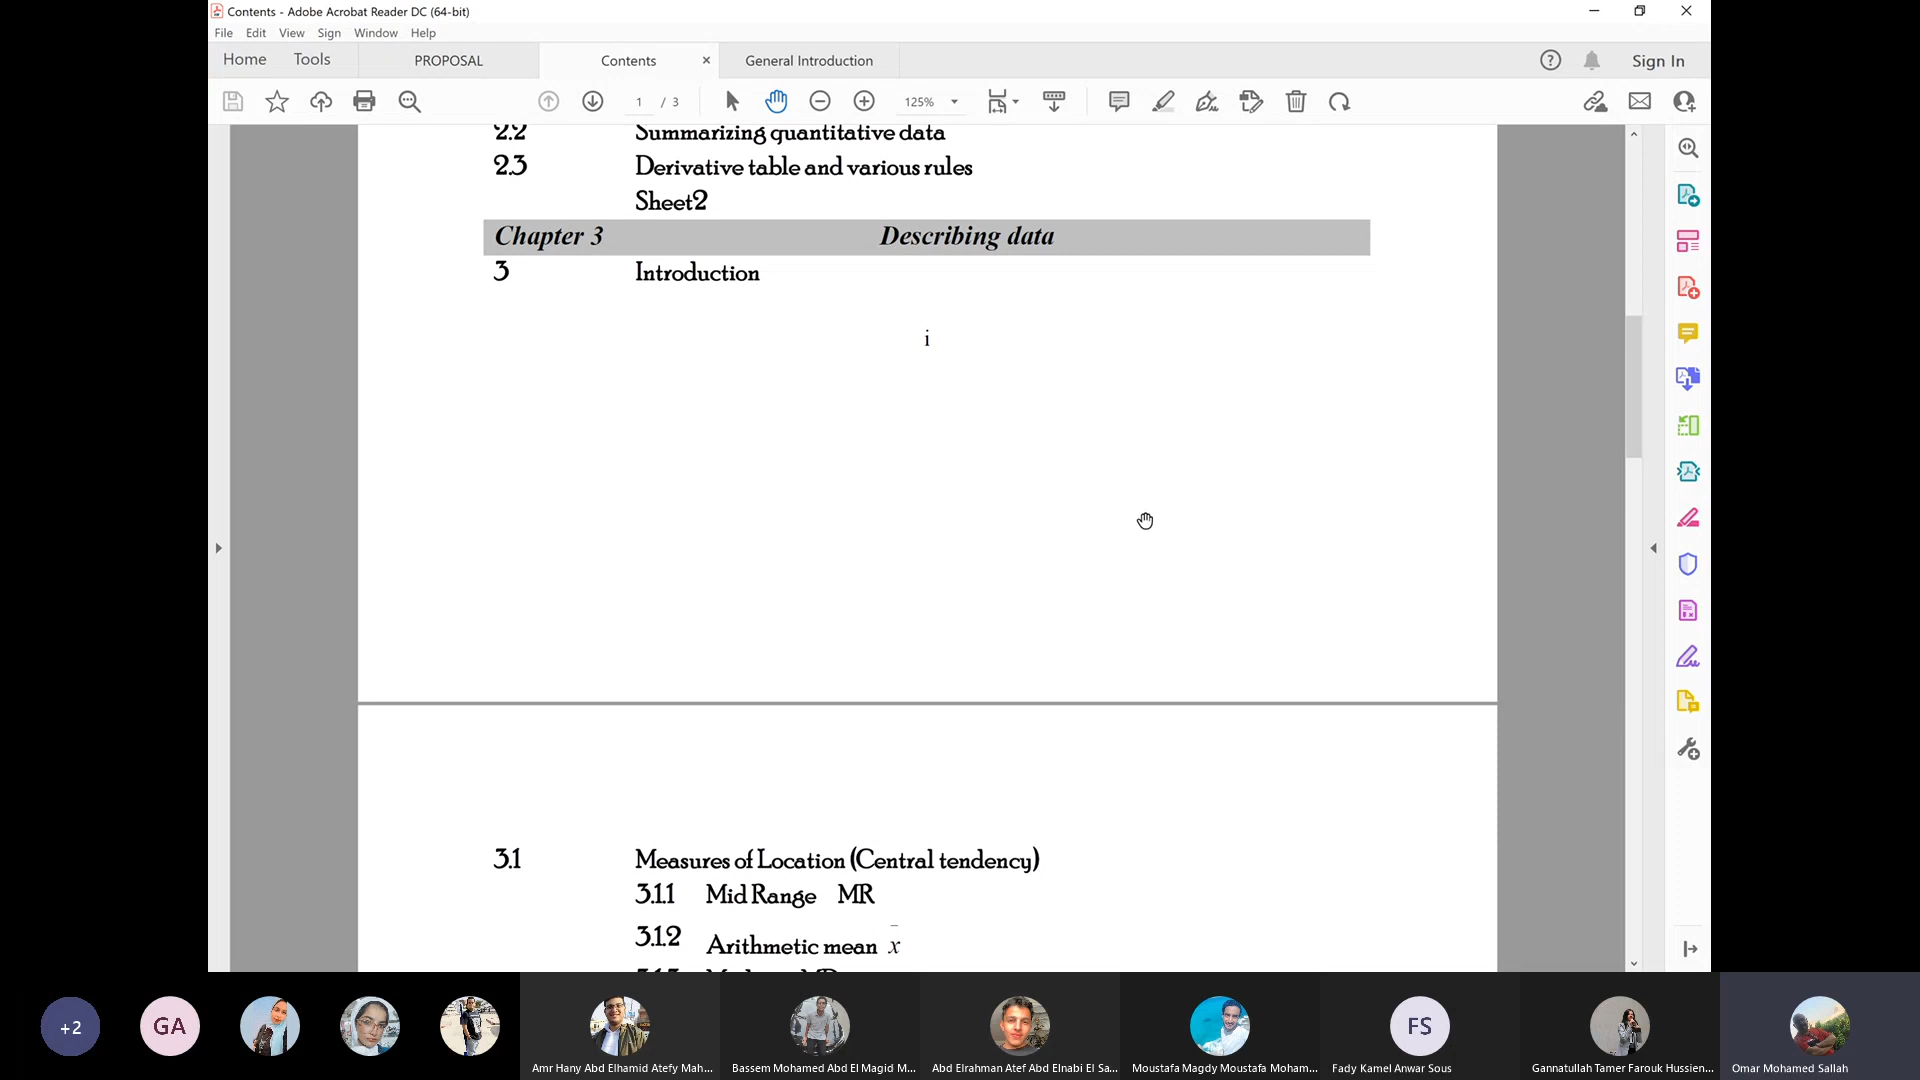 Contents - Adobe Acrobat Reader DC (64-bit)
File Edit View Sign Window Help
Home Tools PROPOSAL Contents × General Introduction ? Sign In
1 / 3 125%
2.2 Summarizing quantitative data
2.3 Derivative table and various rules
Sheet2
Chapter 3 Describing data
3 Introduction
i
3.1 Measures of Location (Central tendency)
3.1.1 Mid Range MR
3.1.2 Arithmetic mean x̄
+2 GA FS
Amr Hany Abd Elhamid Atefy Mah... Bassem Mohamed Abd El Magid M... Abd Elrahman Atef Abd Elnabi El Sa... Moustafa Magdy Moustafa Moham... Fady Kamel Anwar Sous Gannatullah Tamer Farouk Hussien... Omar Mohamed Sallah